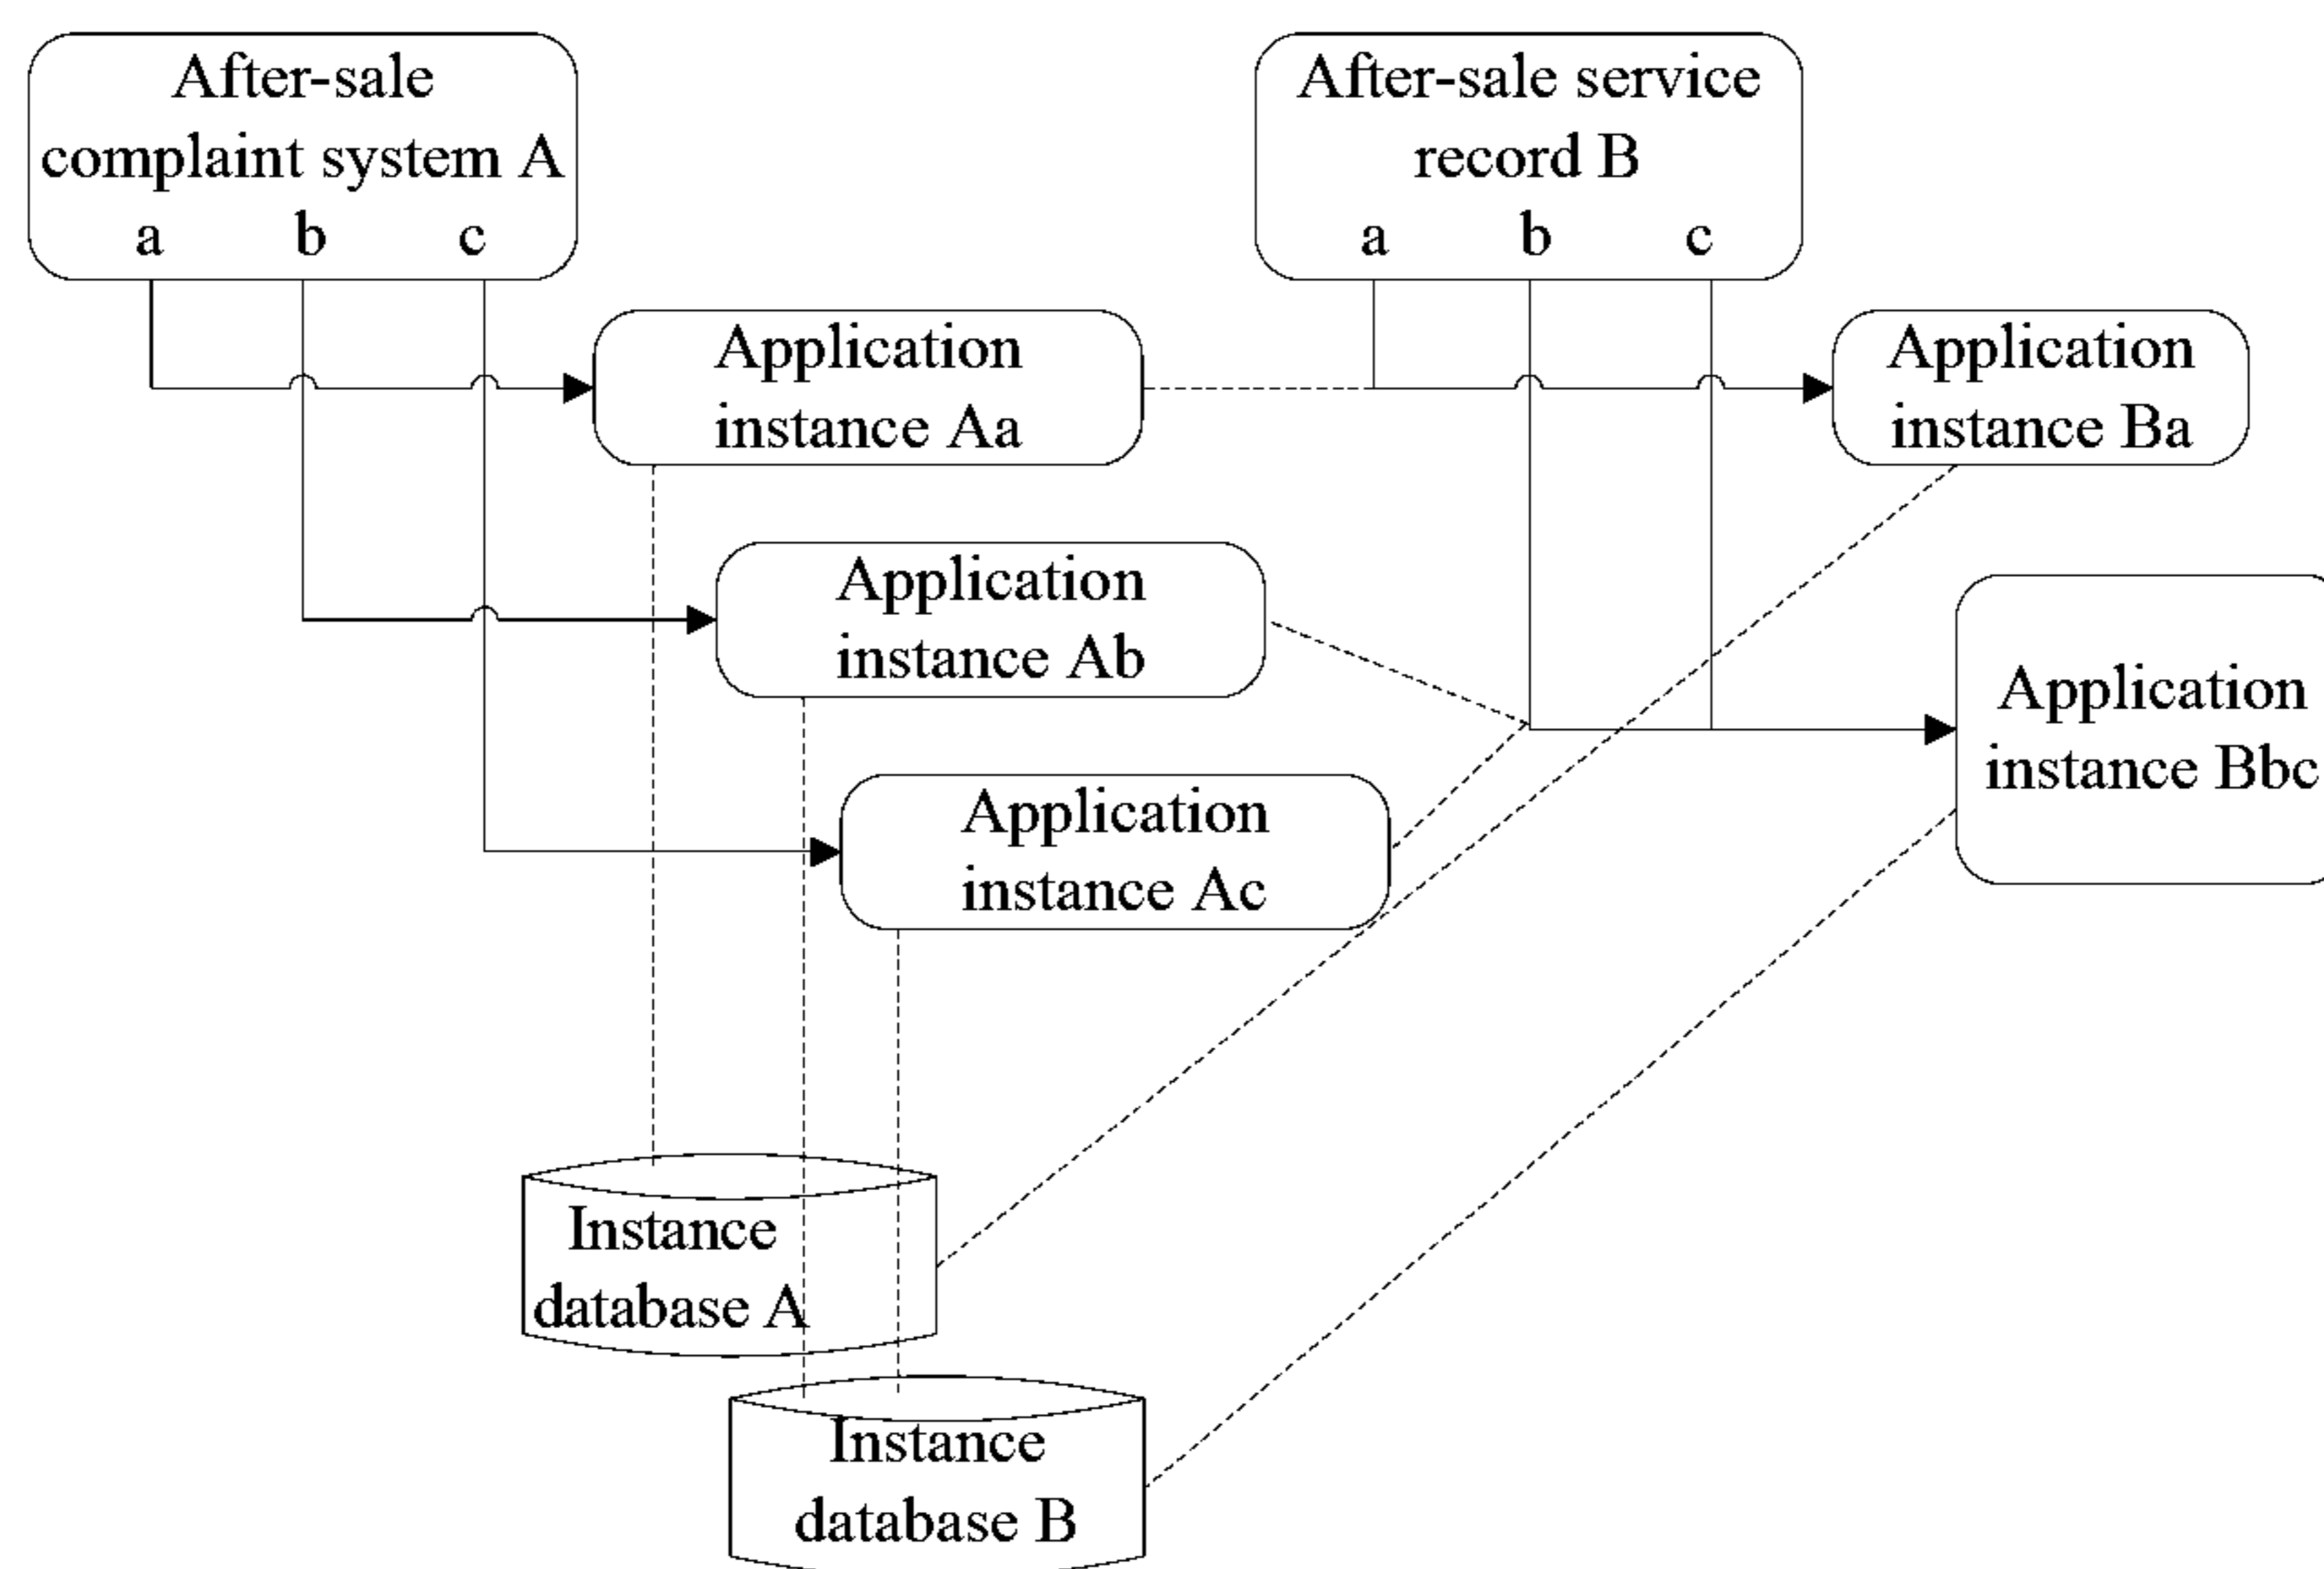 After-sale
complaint system A
a b c
After-sale service
record B
a b c
Application
instance Aa
Application
instance Ba
Application
instance Ab
Application
instance Bbc
Application
instance Ac
Instance
database A
Instance
database B